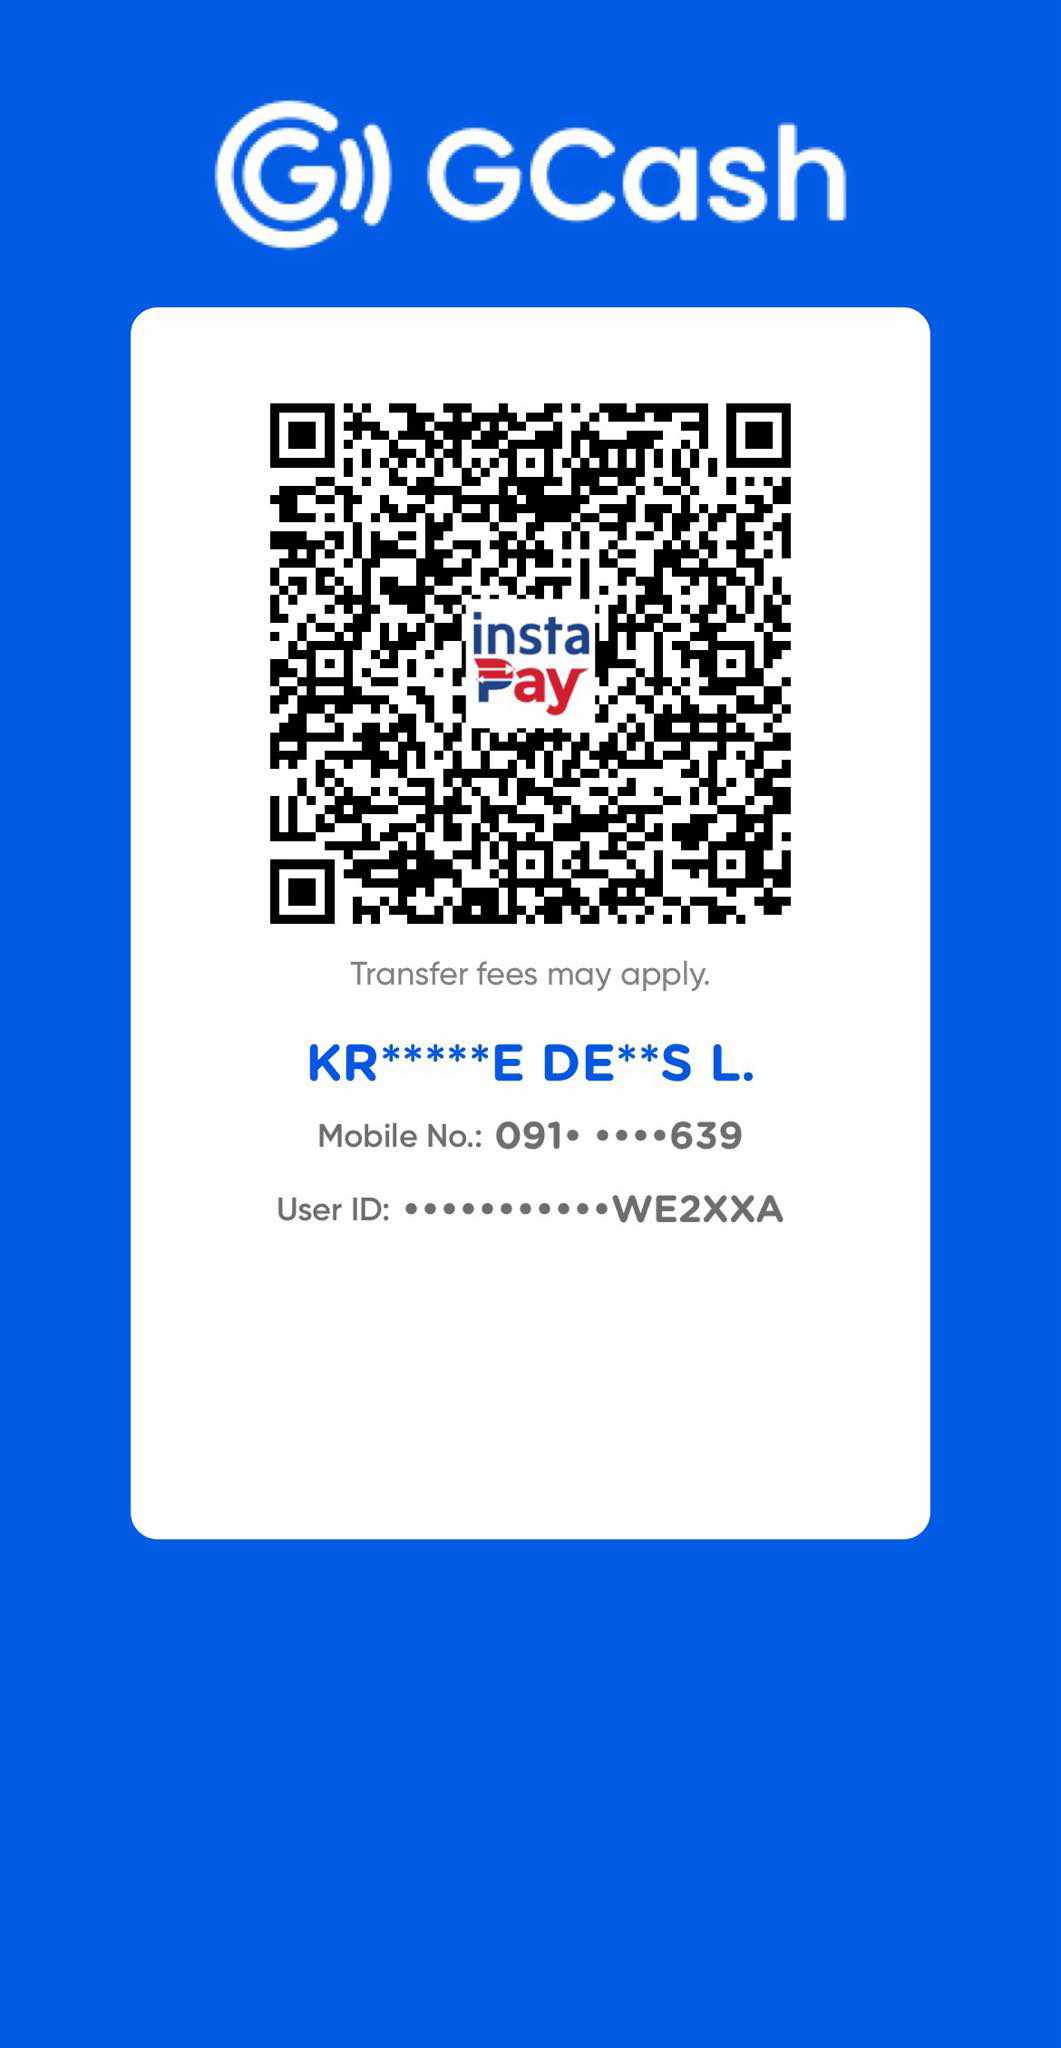 GCash
insta
Pay
Transfer fees may apply.
KR*****E DE**S L.
Mobile No.: 091• ••••639
User ID: •••••••••••WE2XXA